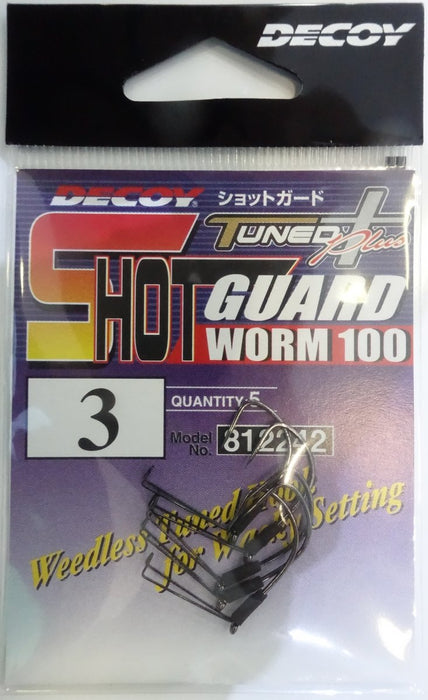 DECOY
DECOY® ショットガード
TUNED Plus
SHOT GUARD
WORM 100
3
QUANTITY 5
Model No. 812242
Weedless Tuned Hook
for Wacky Setting